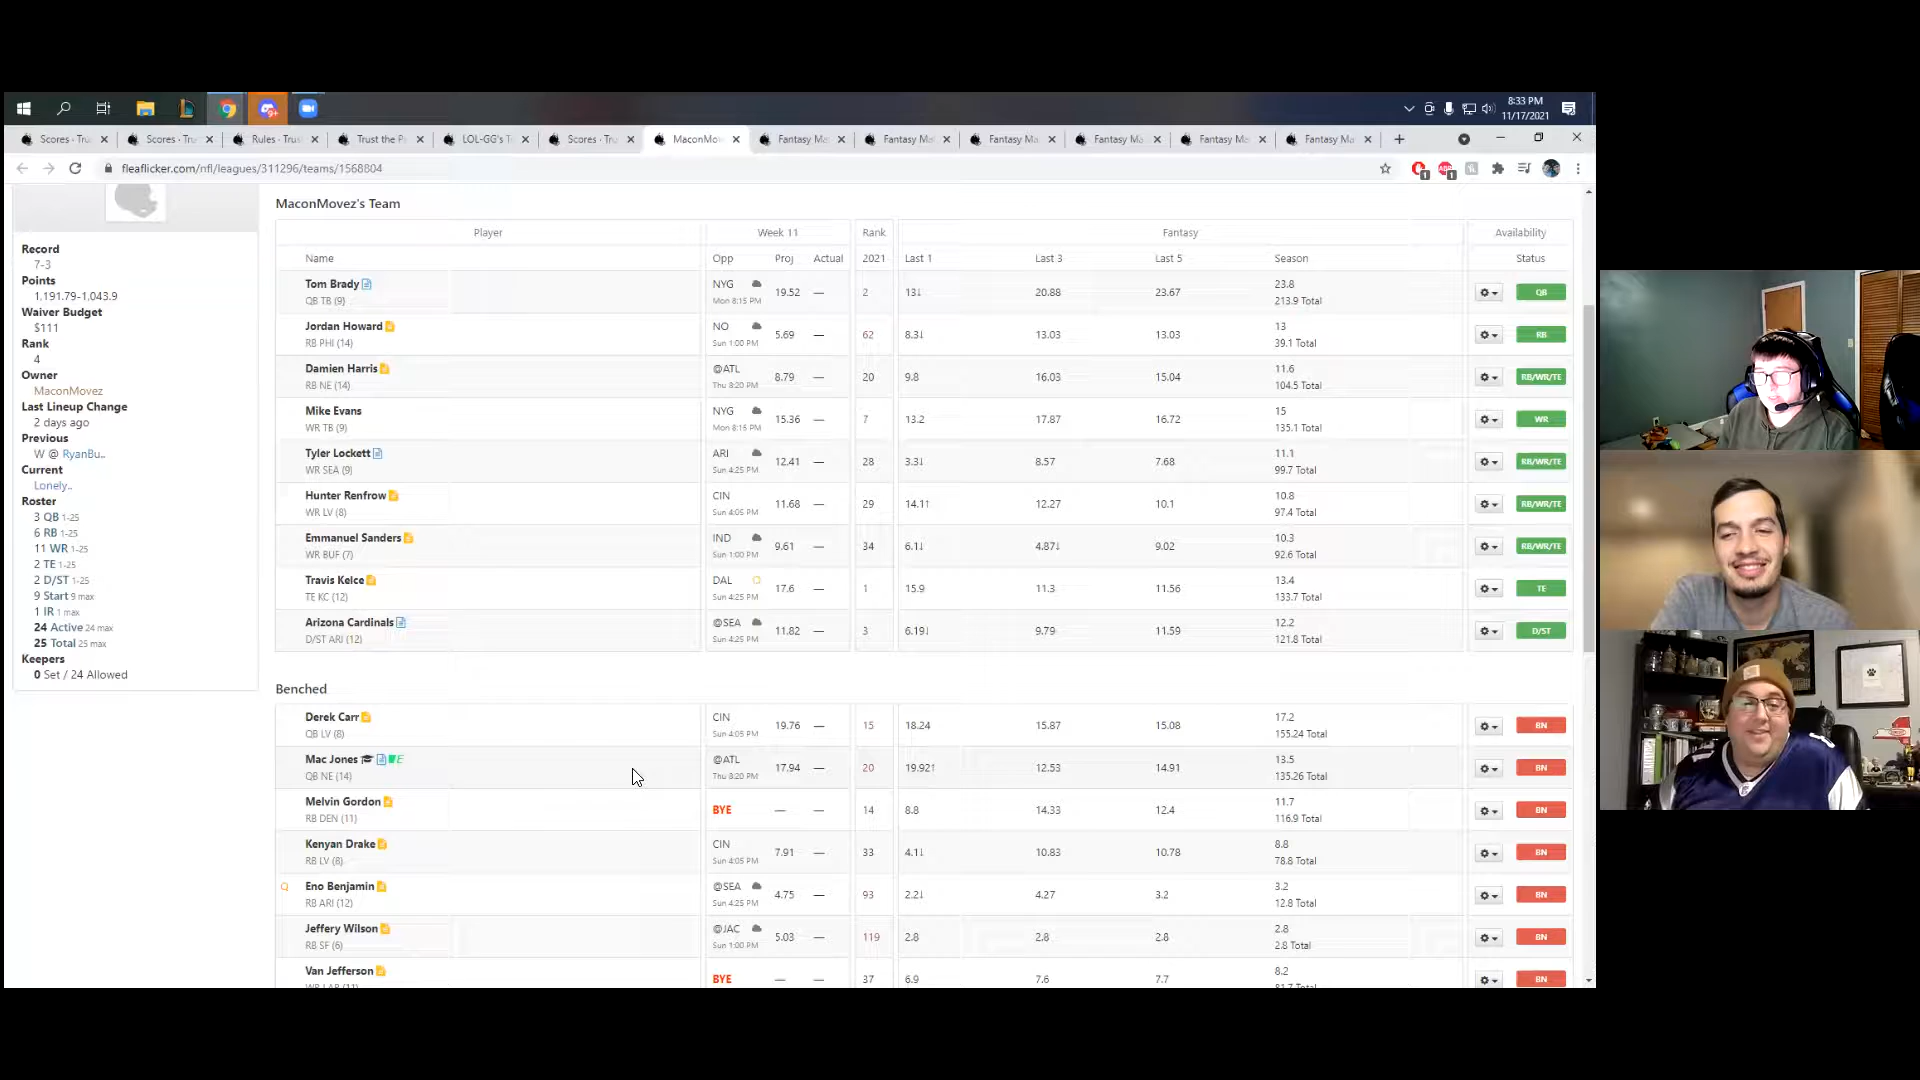 8:33 PM
11/17/2021
Scores · Tru
Scores · Tru
Rules · Trus
Trust the P
LOL-GG's T
Scores · Tru
MaconMov
Fantasy Ma
Fantasy Ma
Fantasy Ma
Fantasy Ma
Fantasy Ma
Fantasy Ma
fleaflicker.com/nfl/leagues/311296/teams/1568804
Record
7-3
Points
1,191.79-1,043.9
Waiver Budget
$111
Rank
4
Owner
MaconMovez
Last Lineup Change
2 days ago
Previous
W @ RyanBu..
Current
Lonely..
Roster
3 QB 1-25
6 RB 1-25
11 WR 1-25
2 TE 1-25
2 D/ST 1-25
9 Start 9 max
1 IR 1 max
24 Active 24 max
25 Total 25 max
Keepers
0 Set / 24 Allowed
MaconMovez's Team
Player Week 11 Rank Fantasy Availability
Name Opp Proj Actual 2021 Last 1 Last 3 Last 5 Season Status
Tom Brady NYG 19.52 — 2 13↓ 20.88 23.67 23.8 QB
QB TB (9) Mon 8:15 PM 213.9 Total
Jordan Howard NO 5.69 — 62 8.3↓ 13.03 13.03 13 RB
RB PHI (14) Sun 1:00 PM 39.1 Total
Damien Harris @ATL 8.79 — 20 9.8 16.03 15.04 11.6 RB/WR/TE
RB NE (14) Thu 8:20 PM 104.5 Total
Mike Evans NYG 15.36 — 7 13.2 17.87 16.72 15 WR
WR TB (9) Mon 8:15 PM 135.1 Total
Tyler Lockett ARI 12.41 — 28 3.3↓ 8.57 7.68 11.1 RB/WR/TE
WR SEA (9) Sun 4:25 PM 99.7 Total
Hunter Renfrow CIN 11.68 — 29 14.1↑ 12.27 10.1 10.8 RB/WR/TE
WR LV (8) Sun 4:05 PM 97.4 Total
Emmanuel Sanders IND 9.61 — 34 6.1↓ 4.87↓ 9.02 10.3 RB/WR/TE
WR BUF (7) Sun 1:00 PM 92.6 Total
Travis Kelce DAL 17.6 — 1 15.9 11.3 11.56 13.4 TE
TE KC (12) Sun 4:25 PM 133.7 Total
Arizona Cardinals @SEA 11.82 — 3 6.19↓ 9.79 11.59 12.2 D/ST
D/ST ARI (12) Sun 4:25 PM 121.8 Total
Benched
Derek Carr CIN 19.76 — 15 18.24 15.87 15.08 17.2 BN
QB LV (8) Sun 4:05 PM 155.24 Total
Mac Jones E @ATL 17.94 — 20 19.92↑ 12.53 14.91 13.5 BN
QB NE (14) Thu 8:20 PM 135.26 Total
Melvin Gordon BYE — — 14 8.8 14.33 12.4 11.7 BN
RB DEN (11) 116.9 Total
Kenyan Drake CIN 7.91 — 33 4.1↓ 10.83 10.78 8.8 BN
RB LV (8) Sun 4:05 PM 78.8 Total
Q Eno Benjamin @SEA 4.75 — 93 2.2↓ 4.27 3.2 3.2 BN
RB ARI (12) Sun 4:25 PM 12.8 Total
Jeffery Wilson @JAC 5.03 — 119 2.8 2.8 2.8 2.8 BN
RB SF (6) Sun 1:00 PM 2.8 Total
Van Jefferson BYE — — 37 6.9 7.6 7.7 8.2 BN
WR LAR (11) 81.7 Total